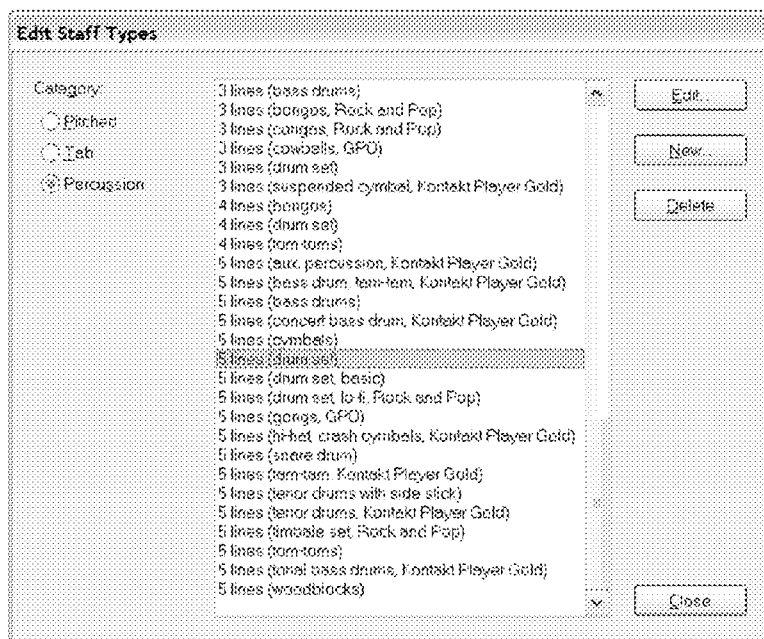 Edit Staff Types
Category:
Pitched
Tab
Percussion
3 lines (bass drums)
3 lines (bongos, Rock and Pop)
3 lines (congas, Rock and Pop)
3 lines (cowbells, GPO)
3 lines (drum set)
3 lines (suspended cymbal, Kontakt Player Gold)
4 lines (bongos)
4 lines (drum set)
4 lines (tom-toms)
5 lines (aux. percussion, Kontakt Player Gold)
5 lines (bass drum, tam-tam, Kontakt Player Gold)
5 lines (bass drums)
5 lines (concert bass drum, Kontakt Player Gold)
5 lines (cymbals)
5 lines (drum set)
5 lines (drum set, basic)
5 lines (drum set, lo-fi, Rock and Pop)
5 lines (gongs, GPO)
5 lines (hi-hat, crash cymbals, Kontakt Player Gold)
5 lines (snare drum)
5 lines (tam-tam, Kontakt Player Gold)
5 lines (tenor drums with side stick)
5 lines (tenor drums, Kontakt Player Gold)
5 lines (timbale set, Rock and Pop)
5 lines (tom-toms)
5 lines (tonal bass drums, Kontakt Player Gold)
5 lines (woodblocks)
Edit...
New...
Delete
Close